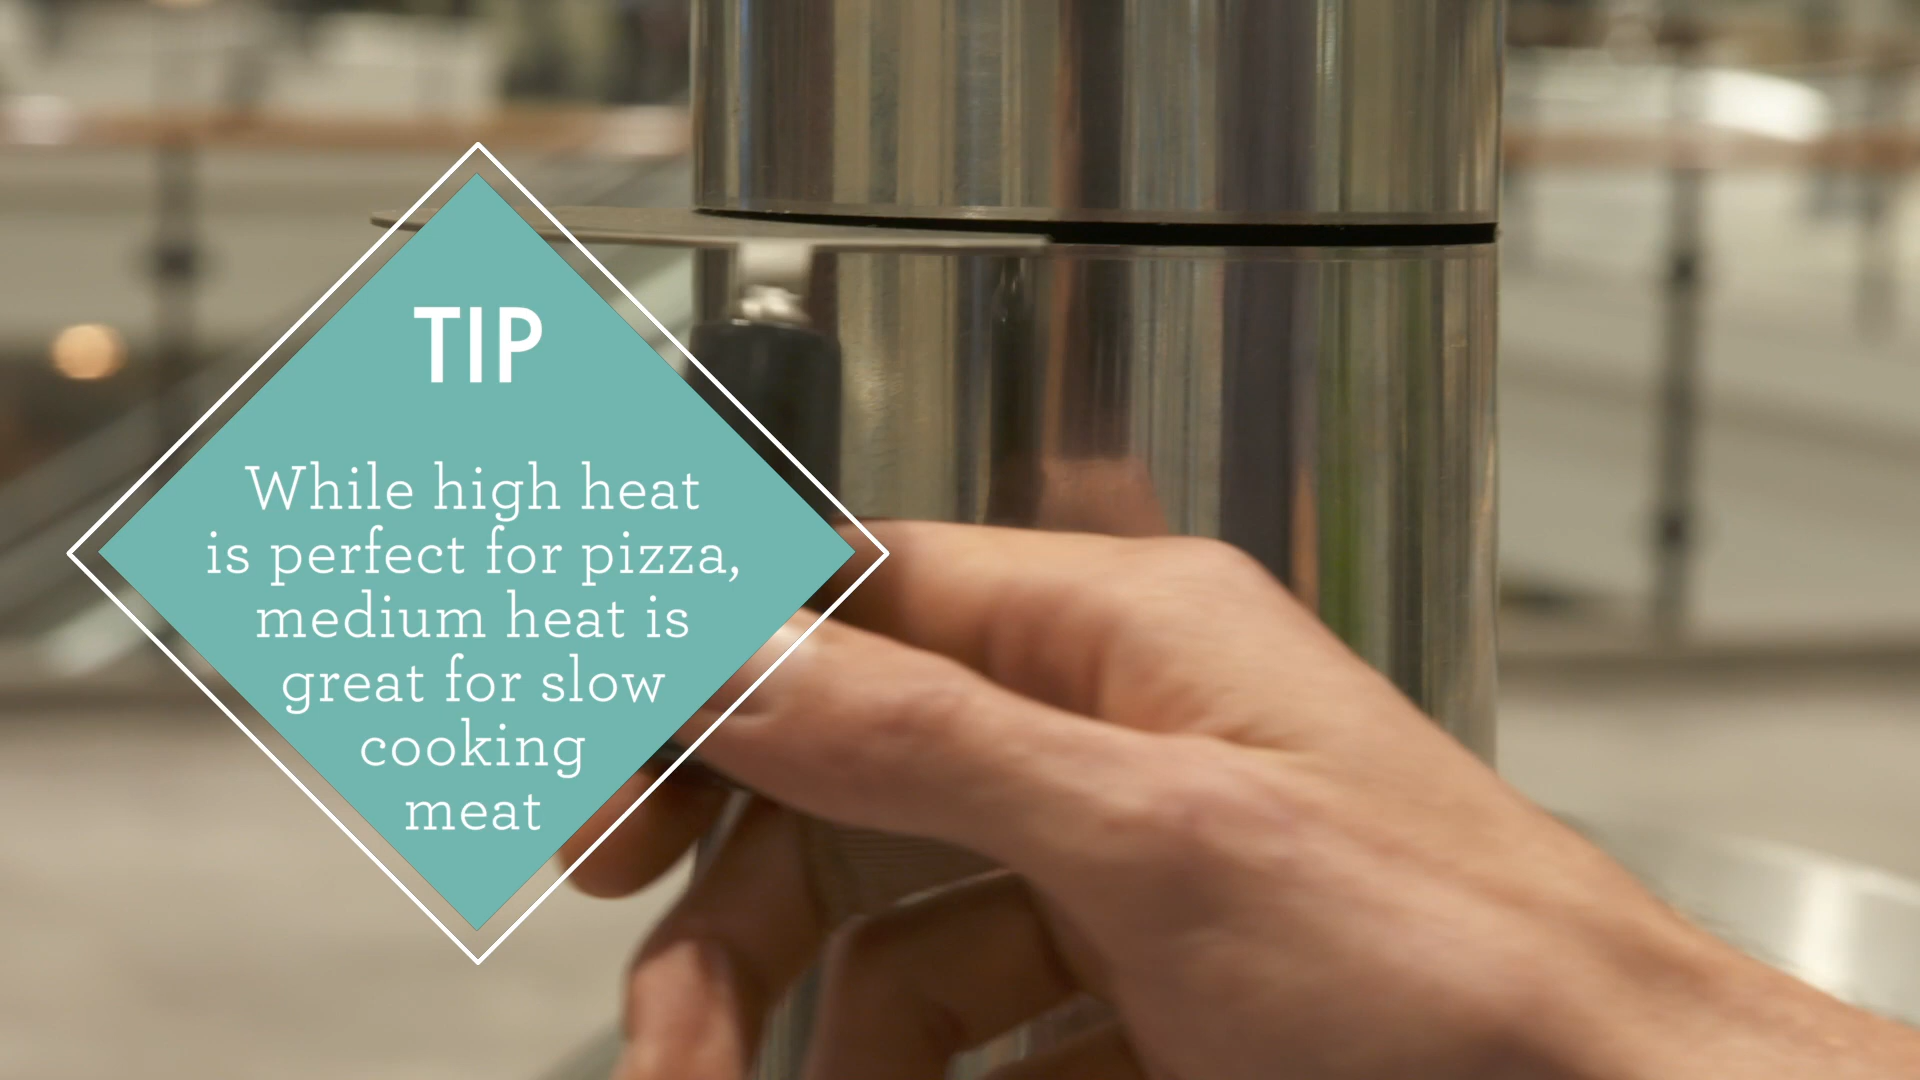 TIP
While high heat
is perfect for pizza,
medium heat is
great for slow
cooking
meat